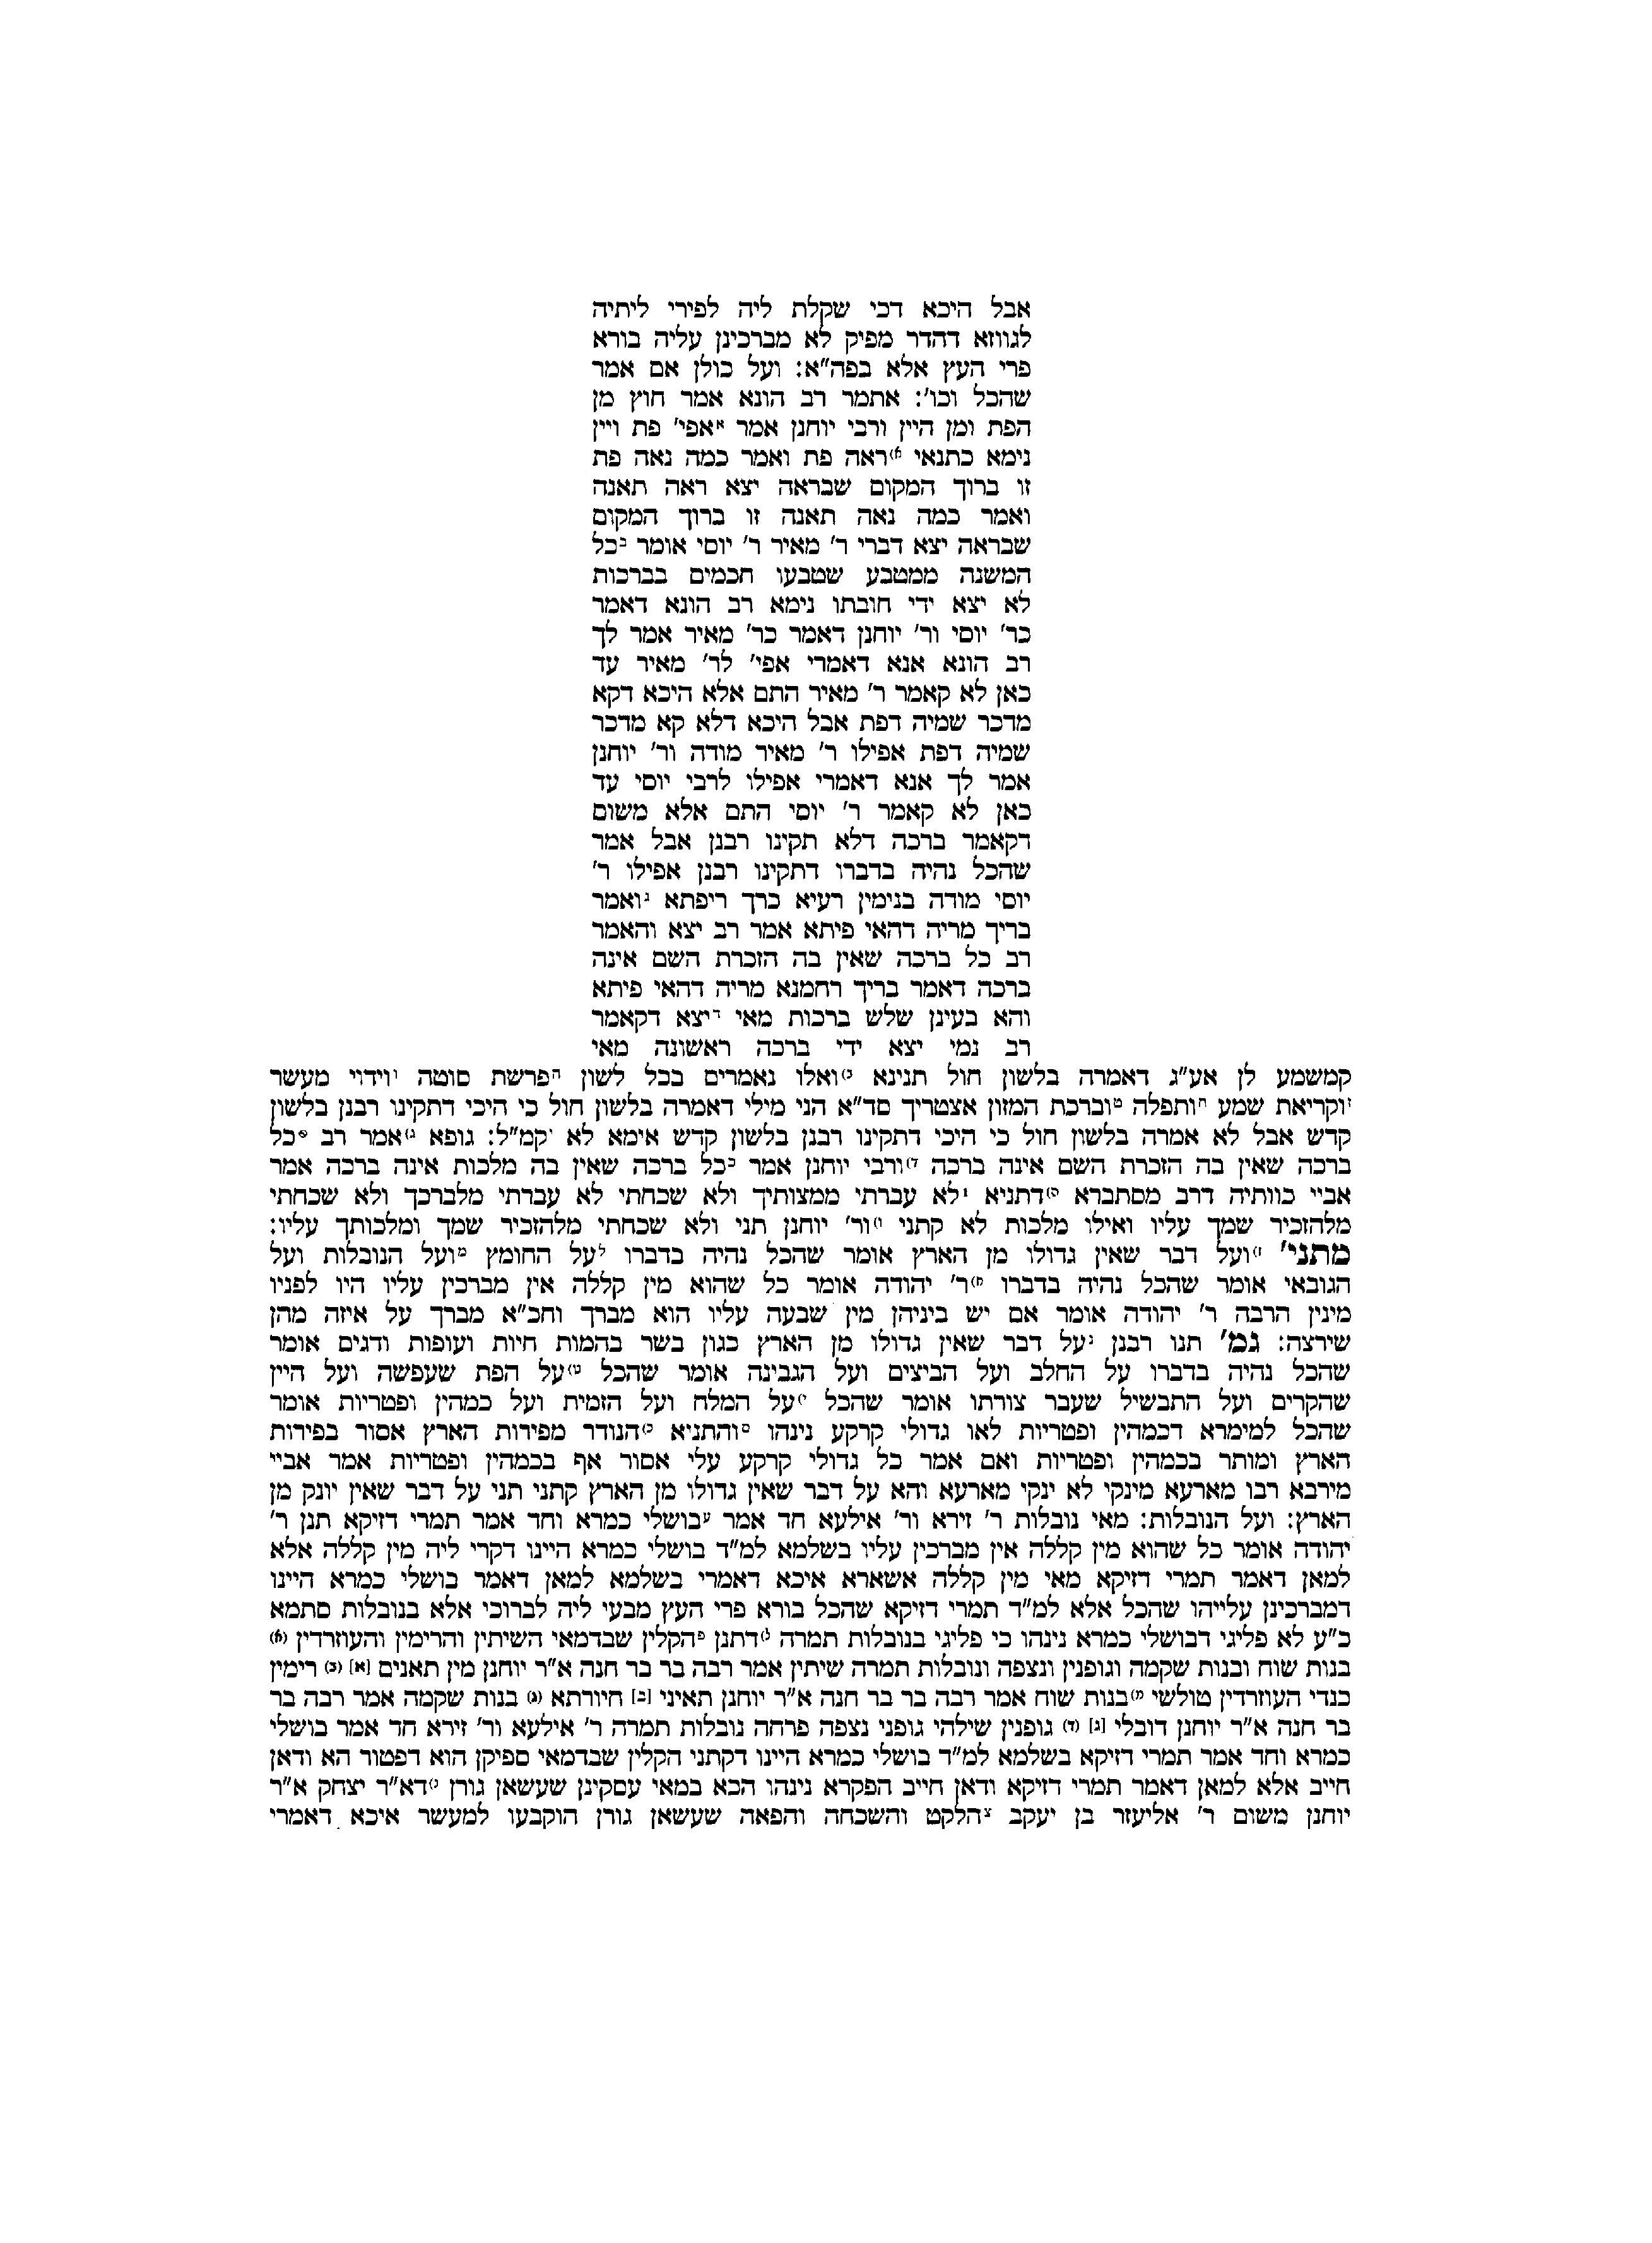 אבל היכא דכי שקלת ליה לפירי ליתיה
לגווזא דהדר מפיק לא מברכינן עליה בורא
פרי העץ אלא בפה"א: ועל כולן אם אמר
שהכל וכו': אתמר רב הונא אמר חוץ מן
הפת ומן היין ורבי יוחנן אמר אאפי' פת ויין
נימא כתנאי א)ראה פת ואמר כמה נאה פת
זו ברוך המקום שבראה יצא ראה תאנה
ואמר כמה נאה תאנה זו ברוך המקום
שבראה יצא דברי ר' מאיר ר' יוסי אומר בכל
המשנה ממטבע שטבעו חכמים בברכות
לא יצא ידי חובתו נימא רב הונא דאמר
כר' יוסי ור' יוחנן דאמר כר' מאיר אמר לך
רב הונא אנא דאמרי אפי' לר' מאיר עד
כאן לא קאמר ר' מאיר התם אלא היכא דקא
מדכר שמיה דפת אבל היכא דלא קא מדכר
שמיה דפת אפילו ר' מאיר מודה ור' יוחנן
אמר לך אנא דאמרי אפילו לרבי יוסי עד
כאן לא קאמר ר' יוסי התם אלא משום
דקאמר ברכה דלא תקינו רבנן אבל אמר
שהכל נהיה בדברו דתקינו רבנן אפילו ר'
יוסי מודה בנימין רעיא כרך ריפתא גואמר
בריך מריה דהאי פיתא אמר רב יצא והאמר
רב כל ברכה שאין בה הזכרת השם אינה
ברכה דאמר בריך רחמנא מריה דהאי פיתא
והא בעינן שלש ברכות מאי דיצא דקאמר
רב נמי יצא ידי ברכה ראשונה מאי
קמשמע לן אע"ג דאמרה בלשון חול תנינא ב)ואלו נאמרים בכל לשון הפרשת סוטה ווידוי מעשר
זוקריאת שמע חותפלה טוברכת המזון אצטריך סד"א הני מילי דאמרה בלשון חול כי היכי דתקינו רבנן בלשון
קדש אבל לא אמרה בלשון חול כי היכי דתקינו רבנן בלשון קדש אימא לא יקמ"ל: גופא ג)אמר רב כל
ברכה שאין בה הזכרת השם אינה ברכה ד)ורבי יוחנן אמר כל ברכה שאין בה מלכות אינה ברכה אמר
אביי כוותיה דרב מסתברא ה)דתניא לא עברתי ממצותיך ולא שכחתי לא עברתי מלברכך ולא שכחתי
מלהזכיר שמך עליו ואילו מלכות לא קתני ו)ור' יוחנן תני ולא שכחתי מלהזכיר שמך ומלכותך עליו:
מתני' ז)ועל דבר שאין גדולו מן הארץ אומר שהכל נהיה בדברו לעל החומץ מועל הנובלות ועל
הגובאי אומר שהכל נהיה בדברו ח)ר' יהודה אומר כל שהוא מין קללה אין מברכין עליו היו לפניו
מינין הרבה ר' יהודה אומר אם יש ביניהן מין שבעה עליו הוא מברך וחכ"א מברך על איזה מהן
שירצה: גמ' תנו רבנן נעל דבר שאין גדולו מן הארץ כגון בשר בהמות חיות ועופות ודגים אומר
שהכל נהיה בדברו על החלב ועל הביצים ועל הגבינה אומר שהכל ט)על הפת שעפשה ועל היין
שהקרים ועל התבשיל שעבר צורתו אומר שהכל י)על המלח ועל הזמית ועל כמהין ופטריות אומר
שהכל למימרא דכמהין ופטריות לאו גדולי קרקע נינהו סוהתניא כ)הנודר מפירות הארץ אסור בפירות
הארץ ומותר בכמהין ופטריות ואם אמר כל גדולי קרקע עלי אסור אף בכמהין ופטריות אמר אביי
מירבא רבו מארעא מינקי לא ינקי מארעא והא על דבר שאין גדולו מן הארץ קתני תני על דבר שאין יונק מן
הארץ: ועל הנובלות: מאי נובלות ר' זירא ור' אילעא חד אמר עבושלי כמרא וחד אמר תמרי דזיקא תנן ר'
יהודה אומר כל שהוא מין קללה אין מברכין עליו בשלמא למ"ד בושלי כמרא היינו דקרי ליה מין קללה אלא
למאן דאמר תמרי דזיקא מאי מין קללה אשארא איכא דאמרי בשלמא למאן דאמר בושלי כמרא היינו
דמברכינן עלייהו שהכל אלא למ"ד תמרי דזיקא שהכל בורא פרי העץ מבעי ליה לברוכי אלא בנובלות סתמא
כ"ע לא פליגי דבושלי כמרא נינהו כי פליגי בנובלות תמרה ל)דתנן פהקלין שבדמאי השיתין והרימין והעוזרדין (א)
בנות שוח ובנות שקמה וגופנין ונצפה ונובלות תמרה שיתין אמר רבה בר בר חנה א"ר יוחנן מין תאנים [א] (ב) רימין
כנדי העוזרדין טולשי מ)בנות שוח אמר רבה בר בר חנה א"ר יוחנן תאיני [ב] חיורתא (ג) בנות שקמה אמר רבה בר
בר חנה א"ר יוחנן דובלי [ג] (ד) גופנין שילהי גופני נצפה פרחה נובלות תמרה ר' אילעא ור' זירא חד אמר בושלי
כמרא וחד אמר תמרי דזיקא בשלמא למ"ד בושלי כמרא היינו דקתני הקלין שבדמאי ספיקן הוא דפטור הא ודאן
חייב אלא למאן דאמר תמרי דזיקא ודאן חייב הפקרא נינהו הכא במאי עסקינן שעשאן גורן נ)דא"ר יצחק א"ר
יוחנן משום ר' אליעזר בן יעקב צהלקט והשכחה והפאה שעשאן גורן הוקבעו למעשר איכא דאמרי